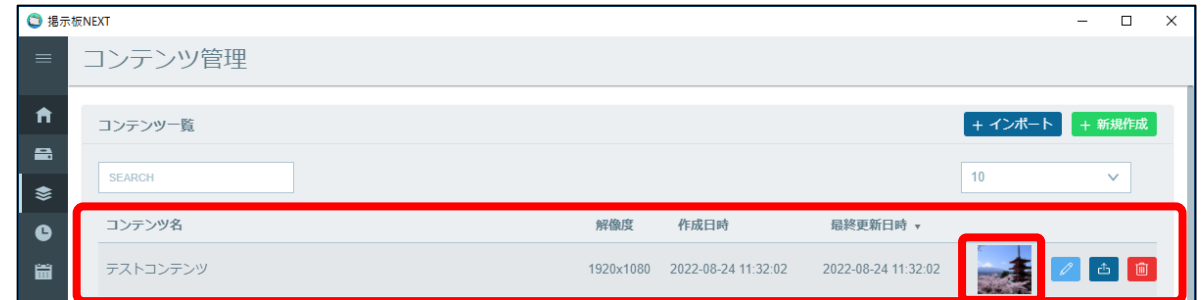 掲示板NEXT
コンテンツ管理
コンテンツ一覧
+ インポート
+ 新規作成
SEARCH
10
コンテンツ名 解像度 作成日時 最終更新日時 ▼
テストコンテンツ 1920x1080 2022-08-24 11:32:02 2022-08-24 11:32:02